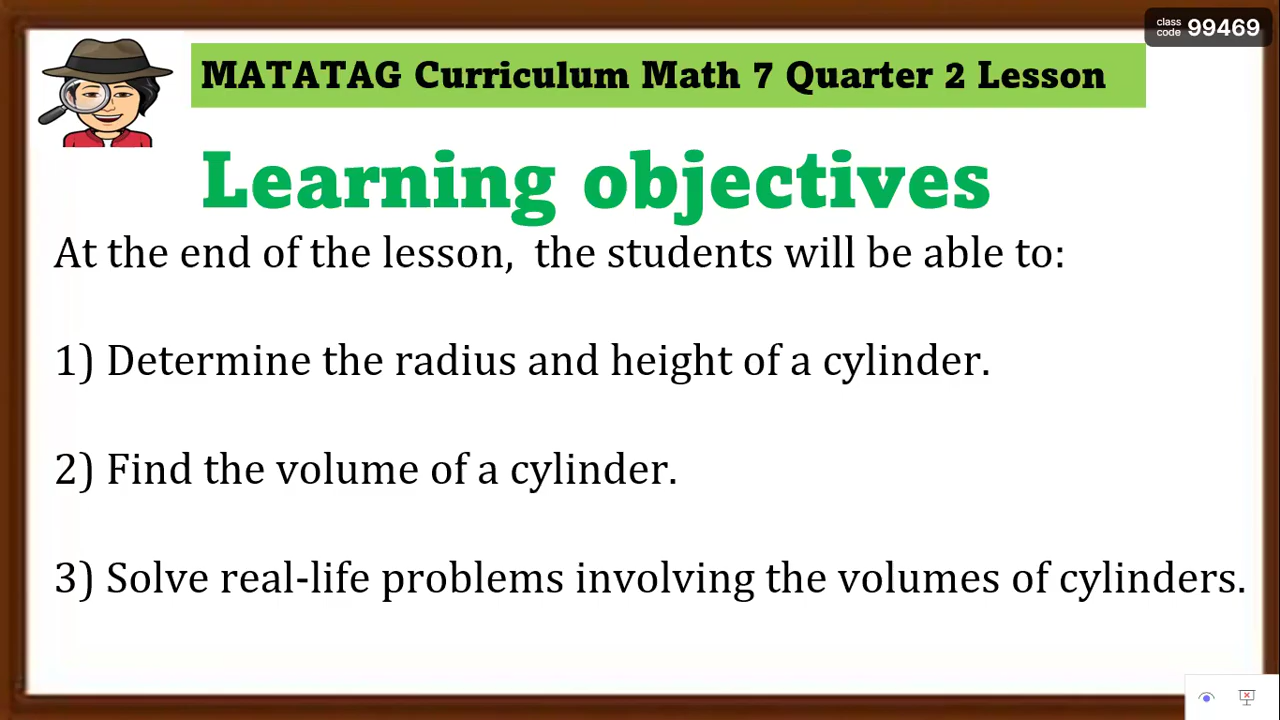 class code 99469
MATATAG Curriculum Math 7 Quarter 2 Lesson
Learning objectives
At the end of the lesson, the students will be able to:
1) Determine the radius and height of a cylinder.
2) Find the volume of a cylinder.
3) Solve real-life problems involving the volumes of cylinders.